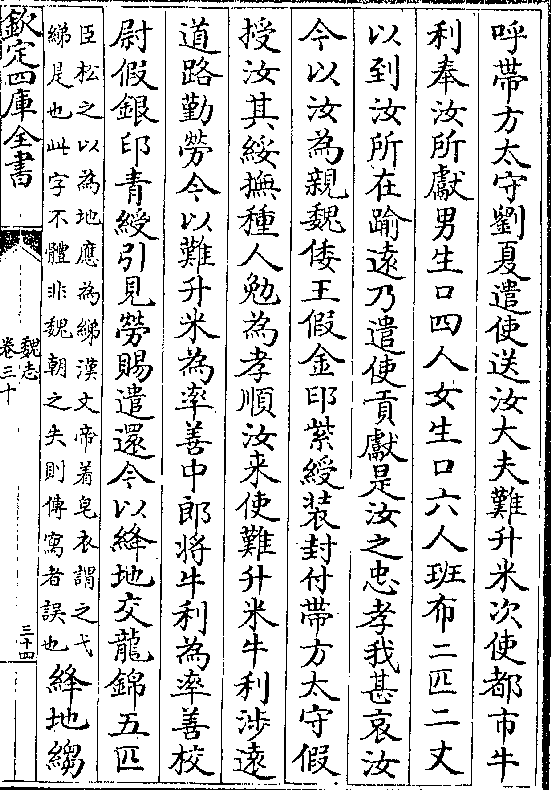 呼帶方太守劉夏遣使送汝大夫難升米次使都市牛
利奉汝所獻男生口四人女生口六人班布二匹二丈
以到汝所在踰遠乃遣使貢獻是汝之忠孝我甚哀汝
今以汝為親魏倭王假金印紫綬装封付帶方太守假
授汝其綏撫種人勉為孝順汝来使難升米牛利涉遠
道路勤勞今以難升米為率善中郎將牛利為率善校
尉假銀印青綬引見勞賜遣還今以絳地交龍錦五匹
臣松之以為地應為綈漢文帝着皂衣謂之弋
綈是也此字不體非魏朝之失則傳寫者誤也
絳地縐
欽定四庫全書
魏志
卷三十
三十四